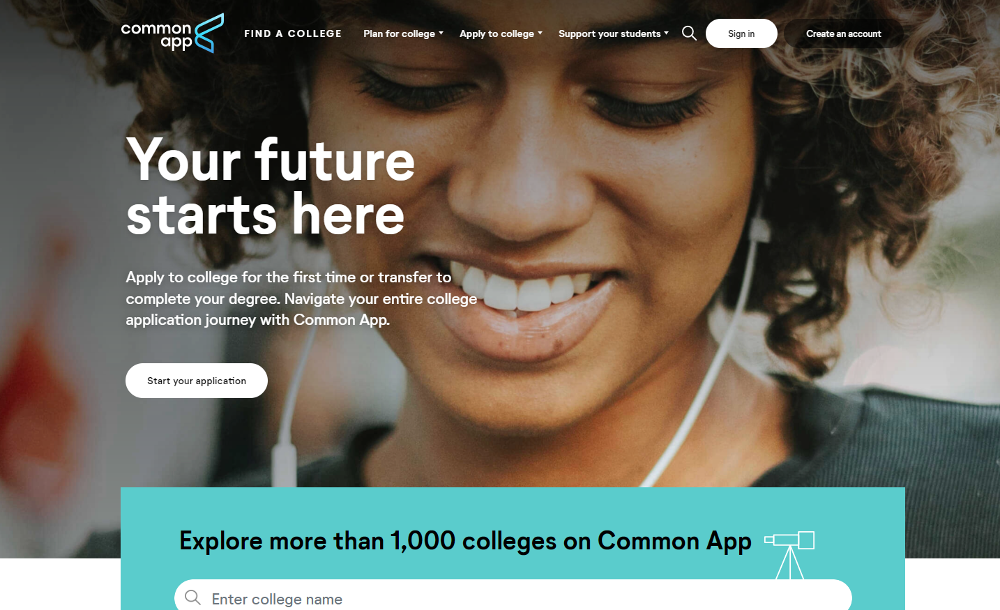 common
app
FIND A COLLEGE
Plan for college
Apply to college
Support your students
Sign in
Create an account
Your future
starts here
Apply to college for the first time or transfer to
complete your degree. Navigate your entire college
application journey with Common App.
Start your application
Explore more than 1,000 colleges on Common App
Enter college name